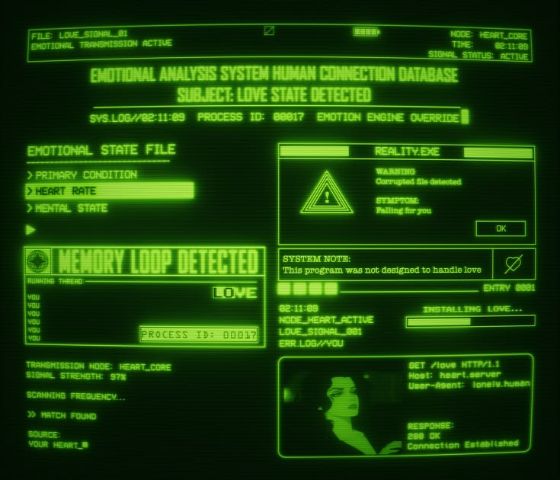 FILE: LOVE_SIGNAL_01
EMOTIONAL TRANSMISSION ACTIVE
NODE: HEART_CORE
TIME: 02:11:09
SIGNAL STATUS: ACTIVE
EMOTIONAL ANALYSIS SYSTEM HUMAN CONNECTION DATABASE
SUBJECT: LOVE STATE DETECTED
SYS.LOG//02:11:09 PROCESS ID: 00017 EMOTION ENGINE OVERRIDE
EMOTIONAL STATE FILE
> PRIMARY CONDITION
> HEART RATE
> MENTAL STATE
REALITY.EXE
!
WARNING
Corrupted file detected
SYMPTOM:
Falling for you
OK
MEMORY LOOP DETECTED
RUNNING THREAD
LOVE
YOU
YOU
YOU
YOU
YOU
PROCESS ID: 00017
SYSTEM NOTE:
This program was not designed to handle love
ENTRY 0001
02:11:09
NODE_HEART_ACTIVE
LOVE_SIGNAL_001
ERR.LOG//YOU
INSTALLING LOVE...
TRANSMISSION NODE: HEART_CORE
SIGNAL STRENGTH: 97%
SCANNING FREQUENCY...
>> MATCH FOUND
SOURCE:
YOUR HEART_
GET /love HTTP/1.1
Host: heart.server
User-Agent: lonely.human
RESPONSE:
200 OK
Connection Established